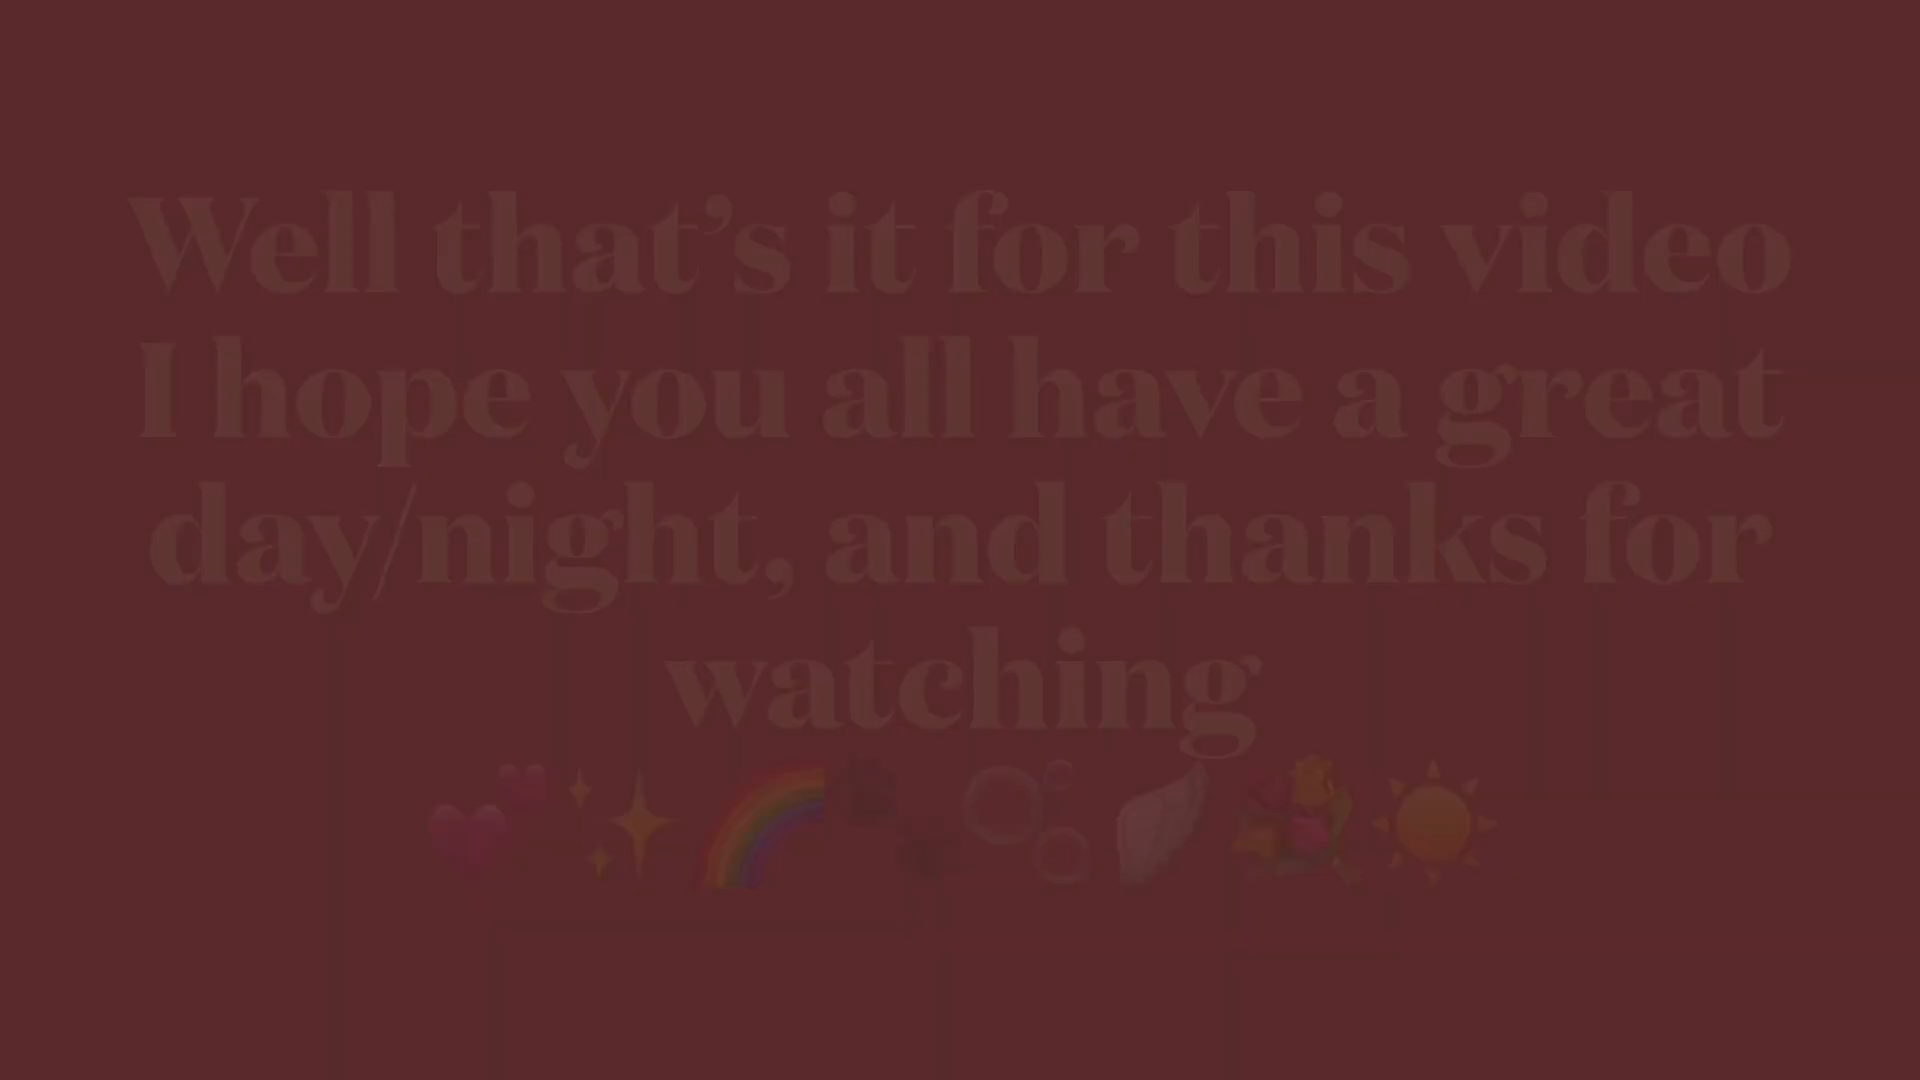 Well that’s it for this video
I hope you all have a great
day/night, and thanks for
watching